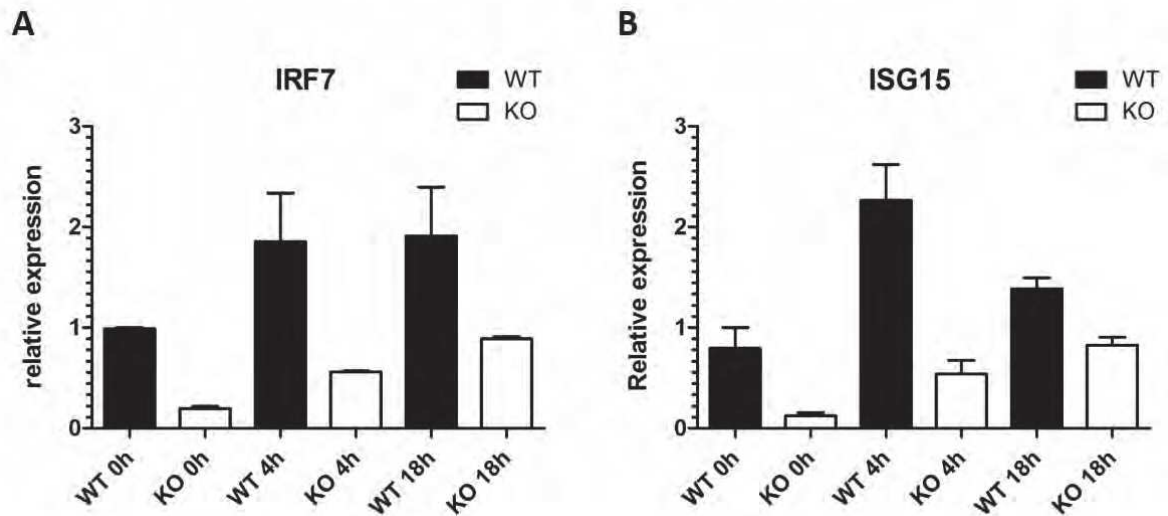 A
IRF7
WT
KO
relative expression
3
2
1
0
WT 0h
KO 0h
WT 4h
KO 4h
WT 18h
KO 18h
B
ISG15
WT
KO
Relative expression
3
2
1
0
WT 0h
KO 0h
WT 4h
KO 4h
WT 18h
KO 18h